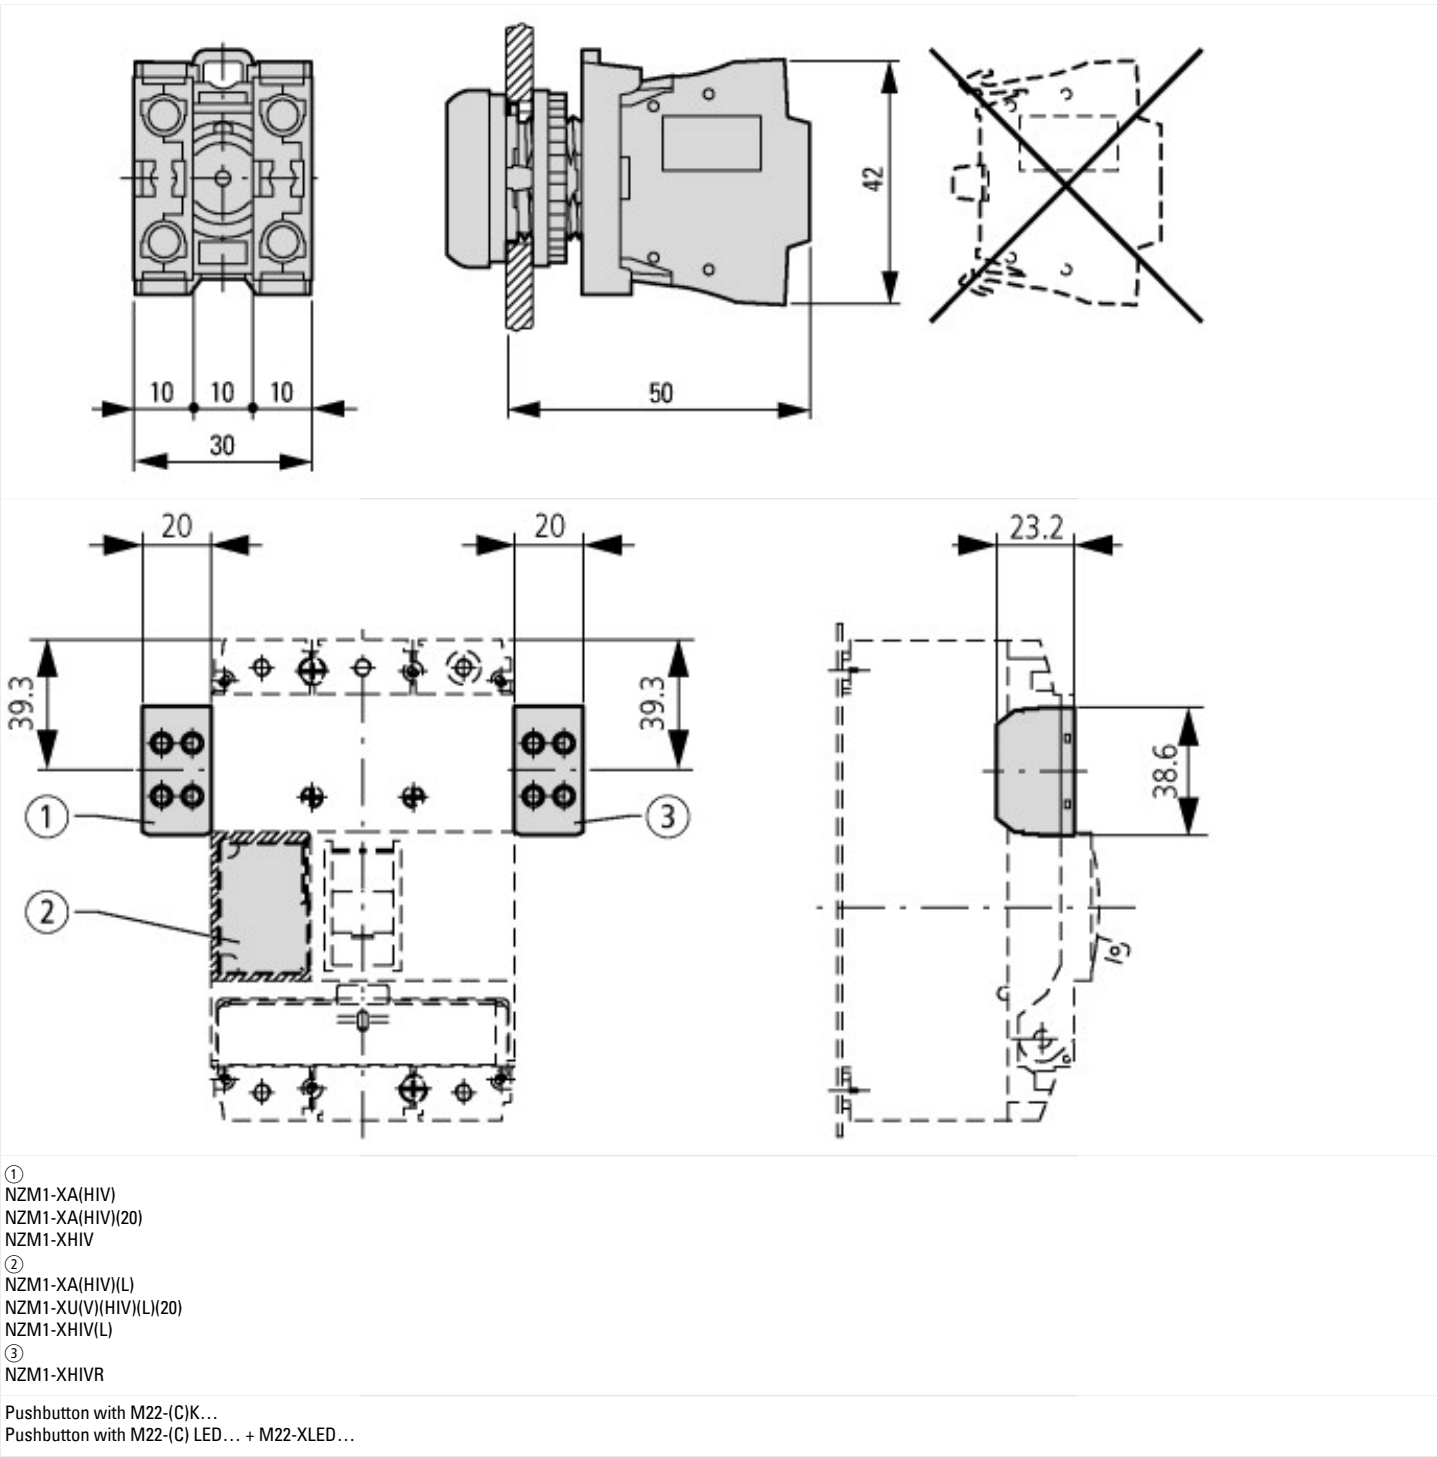 42
10 10 10
50
30
20
20
23.2
39.3
39.3
38.6
①
③
②
①
NZM1-XA(HIV)
NZM1-XA(HIV)(20)
NZM1-XHIV
②
NZM1-XA(HIV)(L)
NZM1-XU(V)(HIV)(L)(20)
NZM1-XHIV(L)
③
NZM1-XHIVR
Pushbutton with M22-(C)K…
Pushbutton with M22-(C) LED… + M22-XLED…